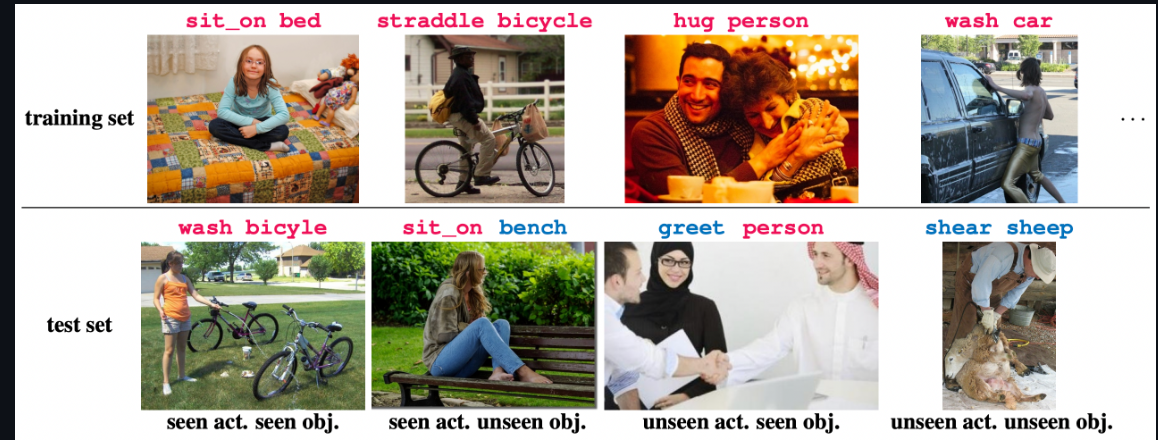 sit_on bed
straddle bicycle
hug person
wash car
training set
...
wash bicyle
sit_on bench
greet person
shear sheep
test set
seen act. seen obj.
seen act. unseen obj.
unseen act. seen obj.
unseen act. unseen obj.